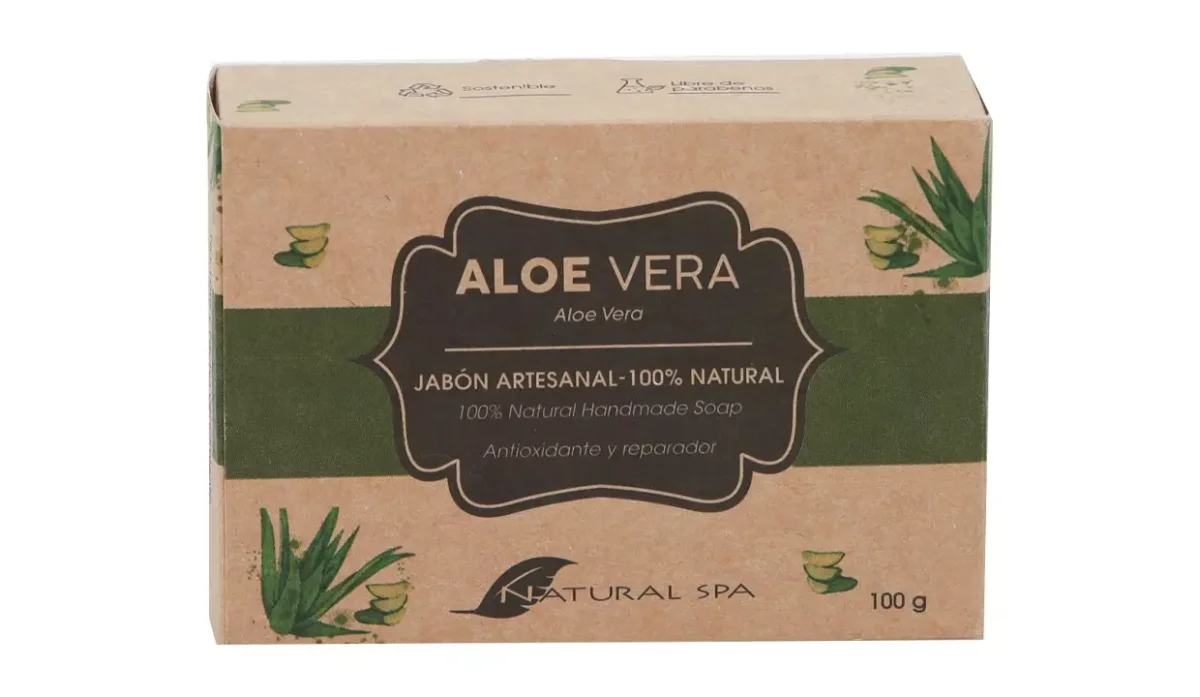 Sostenible
Libre de
parabenos
ALOE VERA
Aloe Vera
JABÓN ARTESANAL-100% NATURAL
100% Natural Handmade Soap
Antioxidante y reparador
NATURAL SPA
100 g